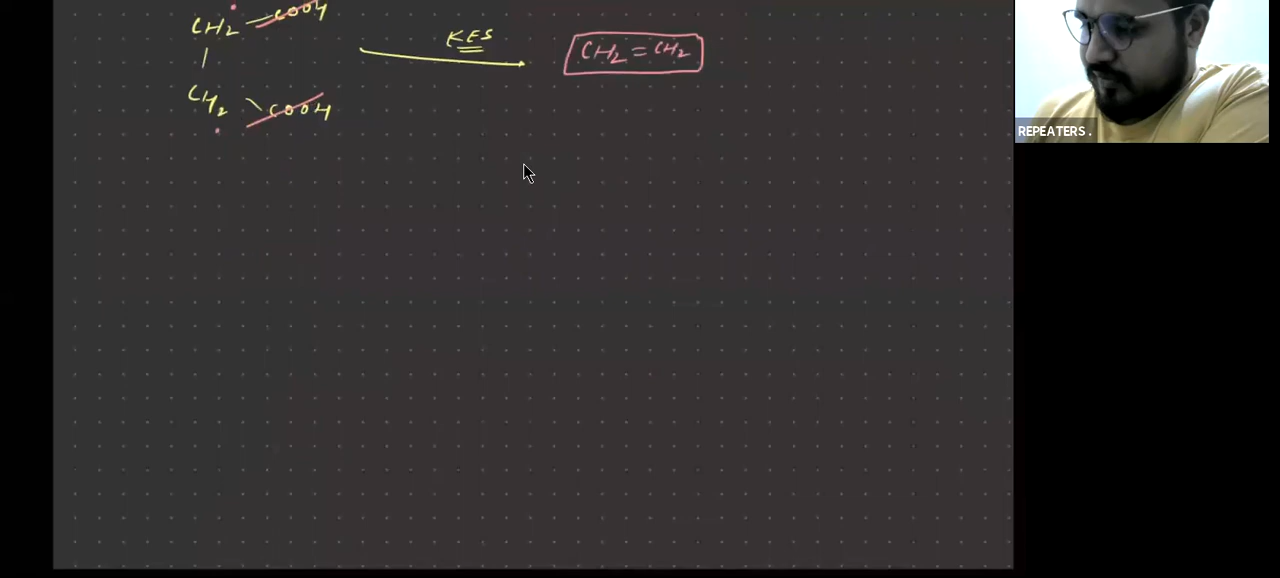 CH2 COOH
KES
CH2 = CH2
CH2 COOH
REPEATERS.